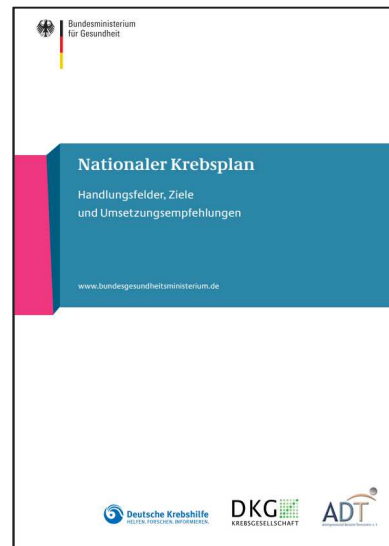 Bundesministerium
für Gesundheit
Nationaler Krebsplan
Handlungsfelder, Ziele
und Umsetzungsempfehlungen
www.bundesgesundheitsministerium.de
Deutsche Krebshilfe
HELFEN. FORSCHEN. INFORMIEREN.
DKG
KREBSGESELLSCHAFT
ADT